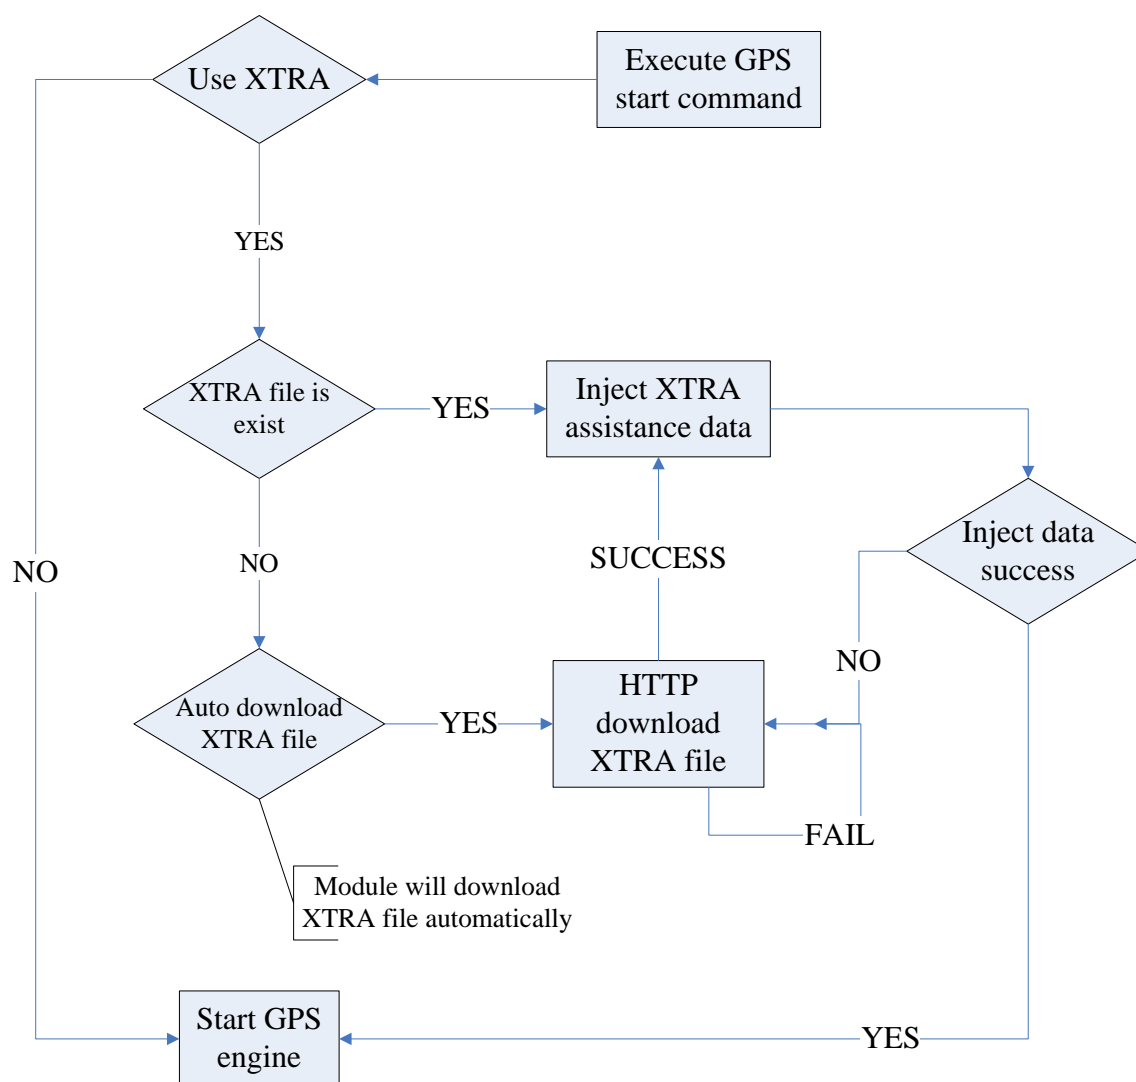 Use XTRA
Execute GPS
start command
YES
XTRA file is
exist
YES
Inject XTRA
assistance data
Inject data
success
NO
NO
SUCCESS
NO
Auto download
XTRA file
YES
HTTP
download
XTRA file
FAIL
Module will download
XTRA file automatically
Start GPS
engine
YES